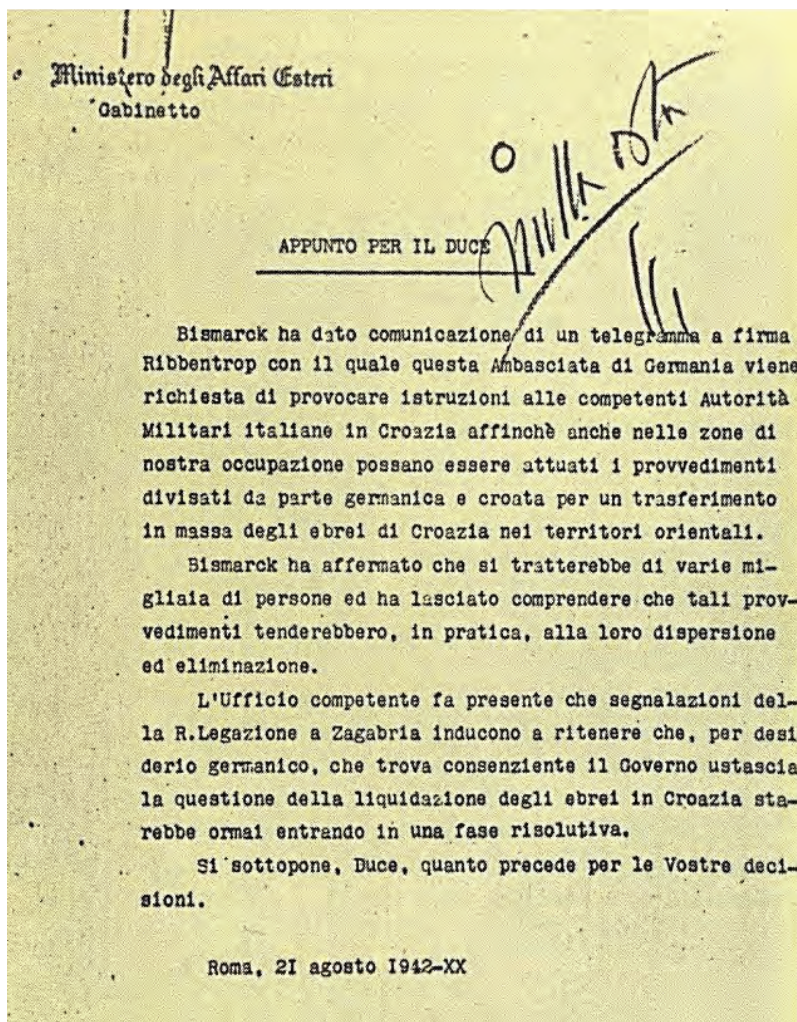 Ministero degli Affari Esteri
Gabinetto
nulla osta
APPUNTO PER IL DUCE
Bismarck ha dato comunicazione di un telegramma a firma
Ribbentrop con il quale questa Ambasciata di Germania viene
richiesta di provocare istruzioni alle competenti Autorità
Militari italiane in Croazia affinchè anche nelle zone di
nostra occupazione possano essere attuati i provvedimenti
divisati da parte germanica e croata per un trasferimento
in massa degli ebrei di Croazia nei territori orientali.
Bismarck ha affermato che si tratterebbe di varie mi-
gliaia di persone ed ha lasciato comprendere che tali prov-
vedimenti tenderebbero, in pratica, alla loro dispersione
ed eliminazione.
L'Ufficio competente fa presente che segnalazioni del-
la R.Legazione a Zagabria inducono a ritenere che, per desi
derio germanico, che trova consenziente il Governo ustascia
la questione della liquidazione degli ebrei in Croazia sta-
rebbe ormai entrando in una fase risolutiva.
Si sottopone, Duce, quanto precede per le Vostre deci-
sioni.
Roma, 2I agosto I942-XX